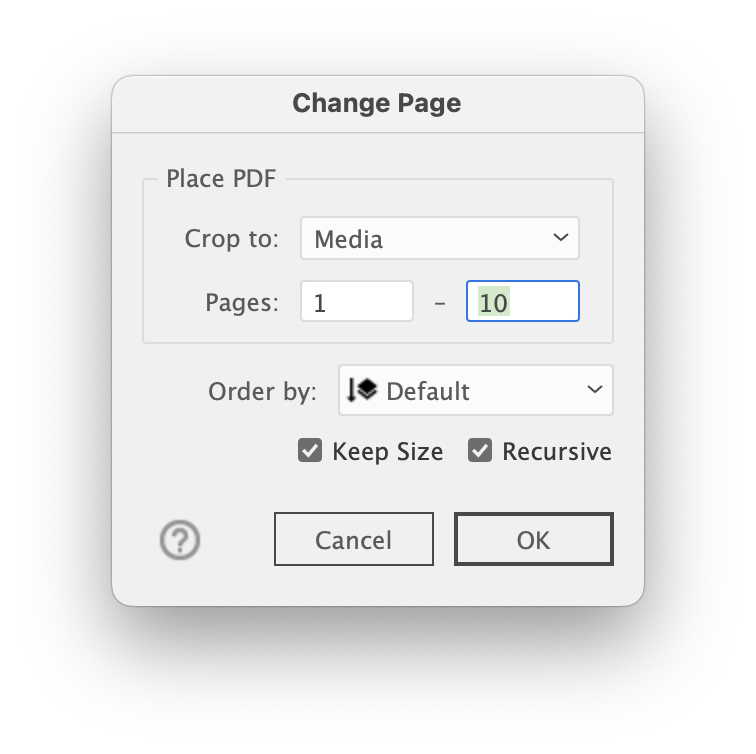 Change Page
Place PDF
Crop to: Media
Pages: 1 – 10
Order by: Default
Keep Size Recursive
? Cancel OK